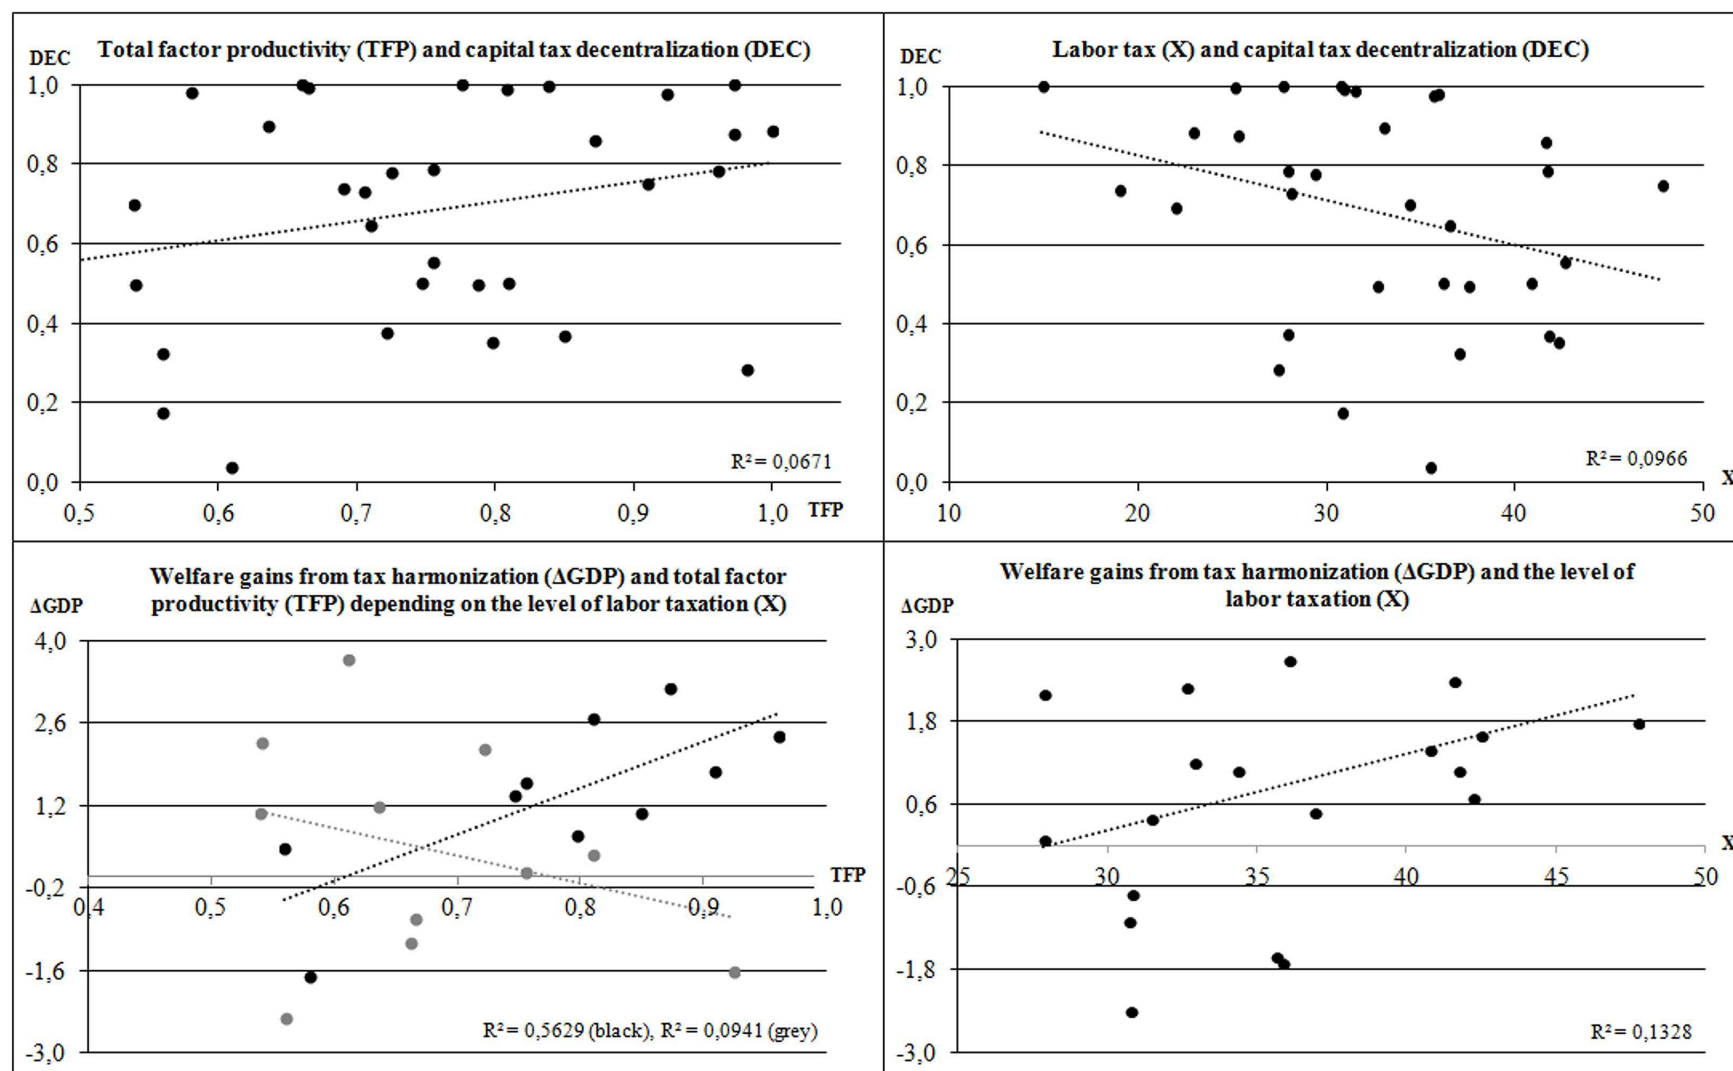 Total factor productivity (TFP) and capital tax decentralization (DEC)
DEC
1,0
0,8
0,6
0,4
0,2
0,0
R² = 0,0671
0,5 0,6 0,7 0,8 0,9 1,0 TFP
Labor tax (X) and capital tax decentralization (DEC)
DEC
1,0
0,8
0,6
0,4
0,2
0,0
R² = 0,0966
X
10 20 30 40 50
Welfare gains from tax harmonization (ΔGDP) and total factor
productivity (TFP) depending on the level of labor taxation (X)
ΔGDP
4,0
2,6
1,2
-0,2
-1,6
-3,0
TFP
0,4 0,5 0,6 0,7 0,8 0,9 1,0
R² = 0,5629 (black), R² = 0,0941 (grey)
Welfare gains from tax harmonization (ΔGDP) and the level of
labor taxation (X)
ΔGDP
3,0
1,8
0,6
-0,6
-1,8
-3,0
X
25 30 35 40 45 50
R² = 0,1328